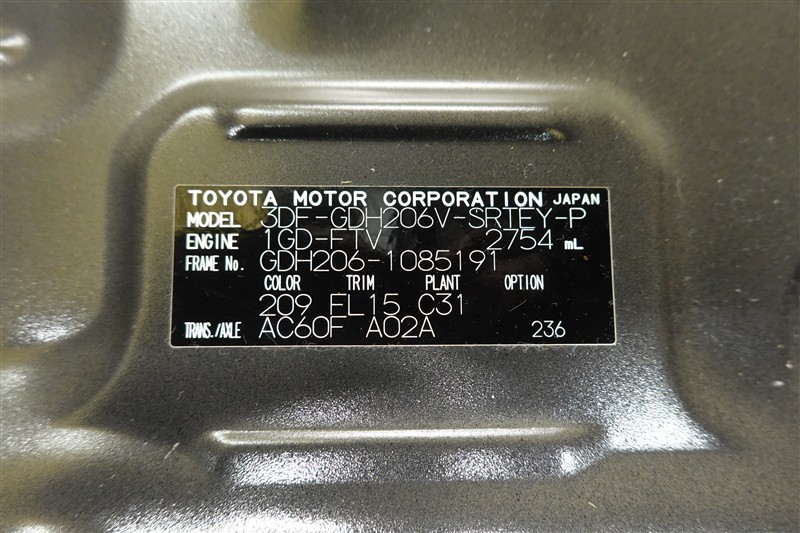 TOYOTA MOTOR CORPORATION JAPAN
MODEL 3DF-GDH206V-SRTEY-P
ENGINE 1GD-FTV 2754 mL
FRAME No. GDH206-1085191
COLOR TRIM PLANT OPTION
209 FL15 C31
TRANS./AXLE AC60F A02A 236